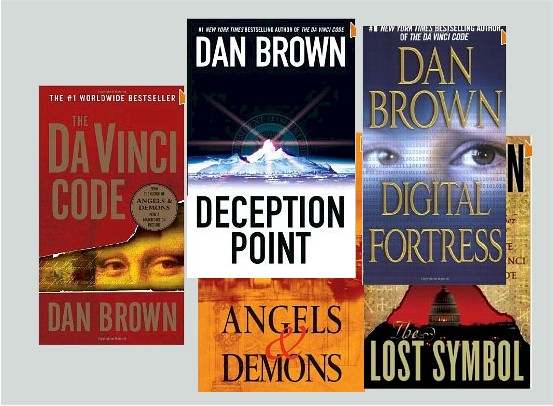 THE #1 WORLDWIDE BESTSELLER
THE
DA VINCI
CODE
ANGELS &
DEMONS
DAN BROWN
#1 NEW YORK TIMES BESTSELLING AUTHOR OF THE DA VINCI CODE
DAN BROWN
DECEPTION
POINT
#1 NEW YORK TIMES BESTSELLING AUTHOR
OF THE DA VINCI CODE
DAN
BROWN
DIGITAL
FORTRESS
ANGELS
&
DEMONS
N
The
LOST SYMBOL